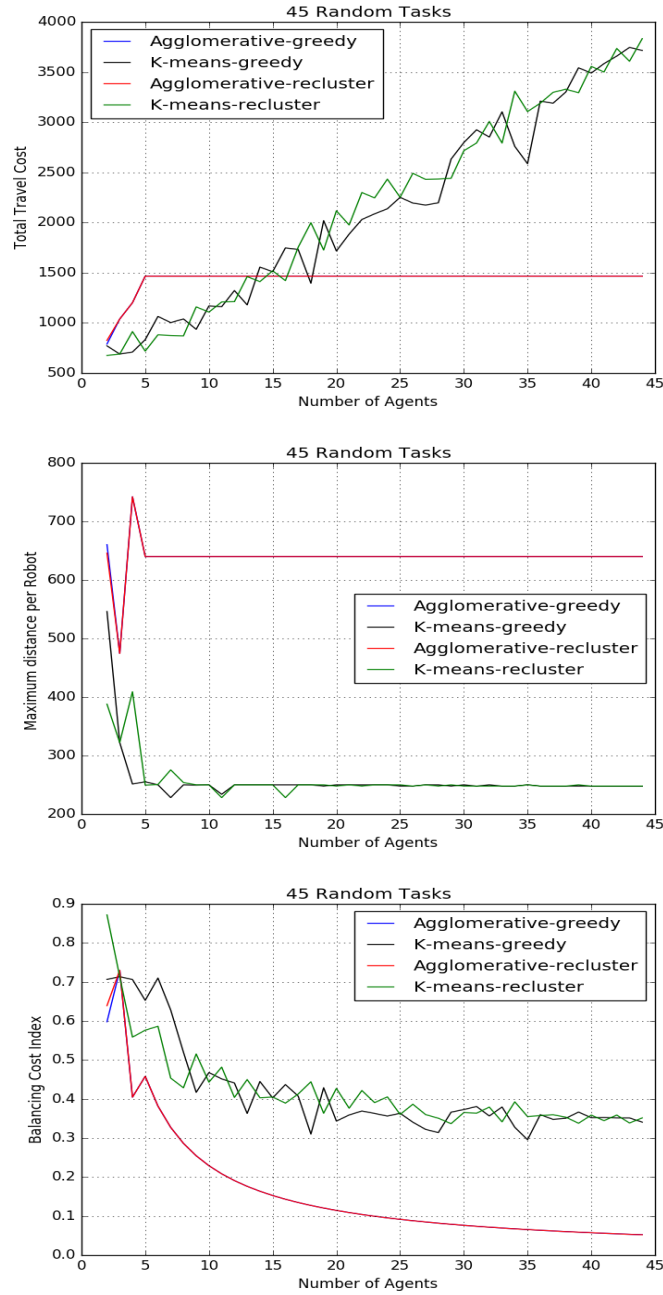 45 Random Tasks
4000
3500
3000
2500
2000
1500
1000
500
Total Travel Cost
Agglomerative-greedy
K-means-greedy
Agglomerative-recluster
K-means-recluster
0 5 10 15 20 25 30 35 40 45
Number of Agents
45 Random Tasks
800
700
600
500
400
300
200
Maximum distance per Robot
Agglomerative-greedy
K-means-greedy
Agglomerative-recluster
K-means-recluster
0 5 10 15 20 25 30 35 40 45
Number of Agents
45 Random Tasks
0.9
0.8
0.7
0.6
0.5
0.4
0.3
0.2
0.1
0.0
Balancing Cost Index
Agglomerative-greedy
K-means-greedy
Agglomerative-recluster
K-means-recluster
0 5 10 15 20 25 30 35 40 45
Number of Agents